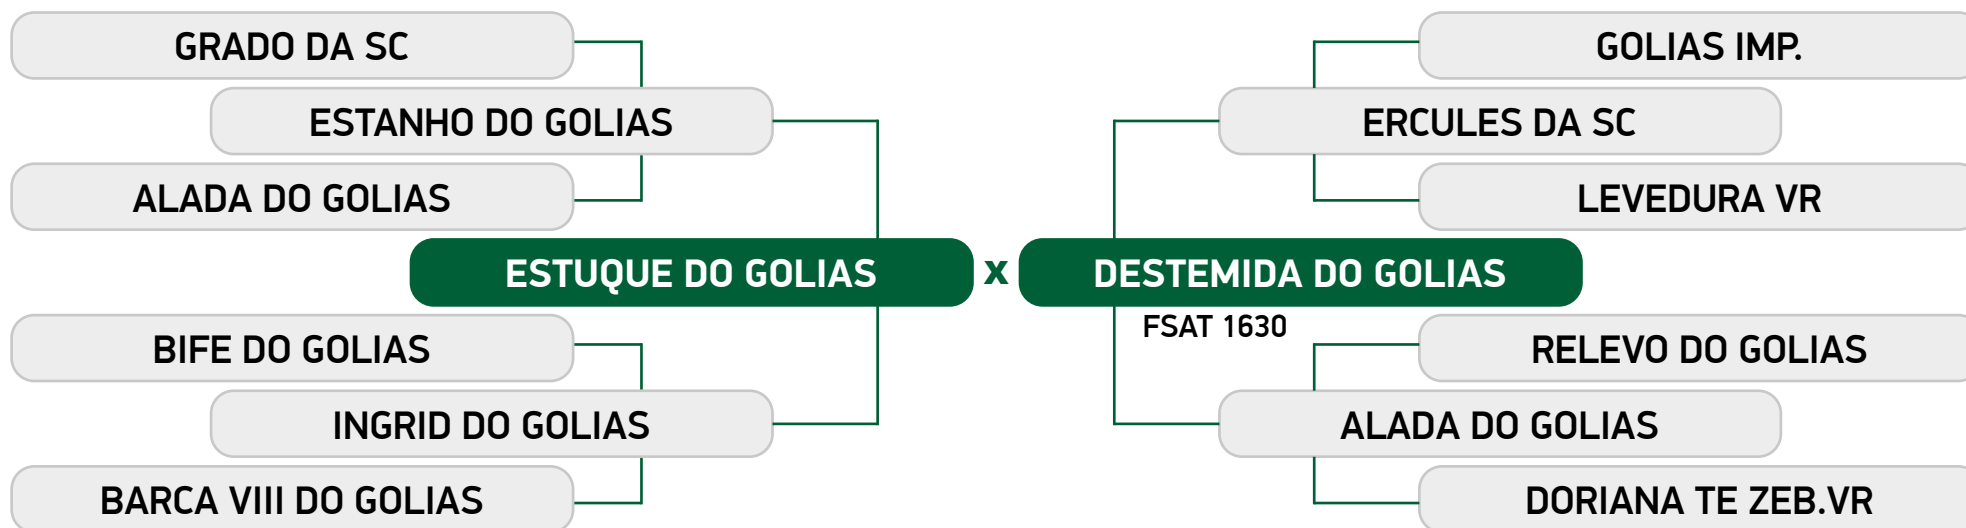 GRADO DA SC
GOLIAS IMP.
ESTANHO DO GOLIAS
ERCULES DA SC
ALADA DO GOLIAS
LEVEDURA VR
ESTUQUE DO GOLIAS x DESTEMIDA DO GOLIAS
FSAT 1630
BIFE DO GOLIAS
RELEVO DO GOLIAS
INGRID DO GOLIAS
ALADA DO GOLIAS
BARCA VIII DO GOLIAS
DORIANA TE ZEB.VR